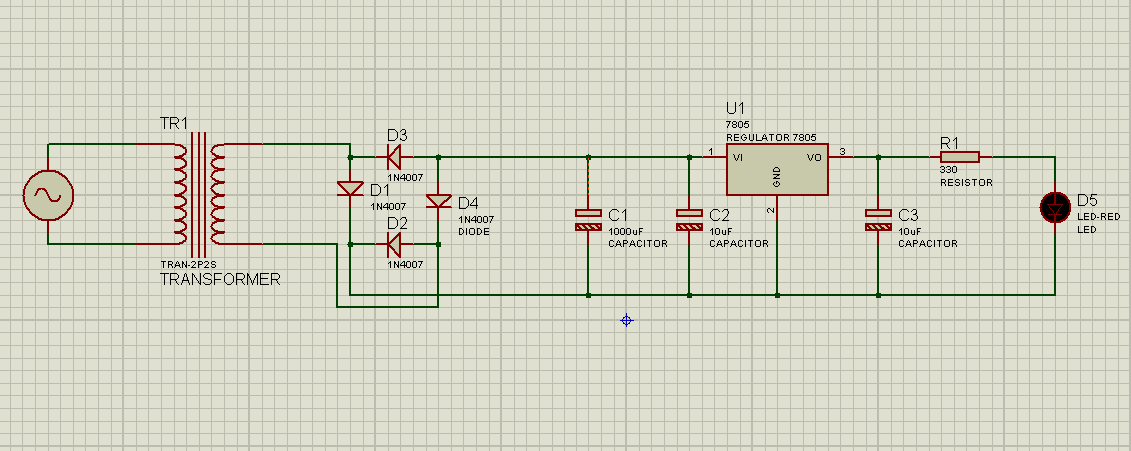 TR1
TRAN-2P2S
TRANSFORMER
D3
1N4007
D1
1N4007
D4
1N4007
DIODE
D2
1N4007
C1
1000uF
CAPACITOR
C2
10uF
CAPACITOR
U1
7805
REGULATOR 7805
1
VI
VO
3
GND
2
C3
10uF
CAPACITOR
R1
330
RESISTOR
D5
LED-RED
LED